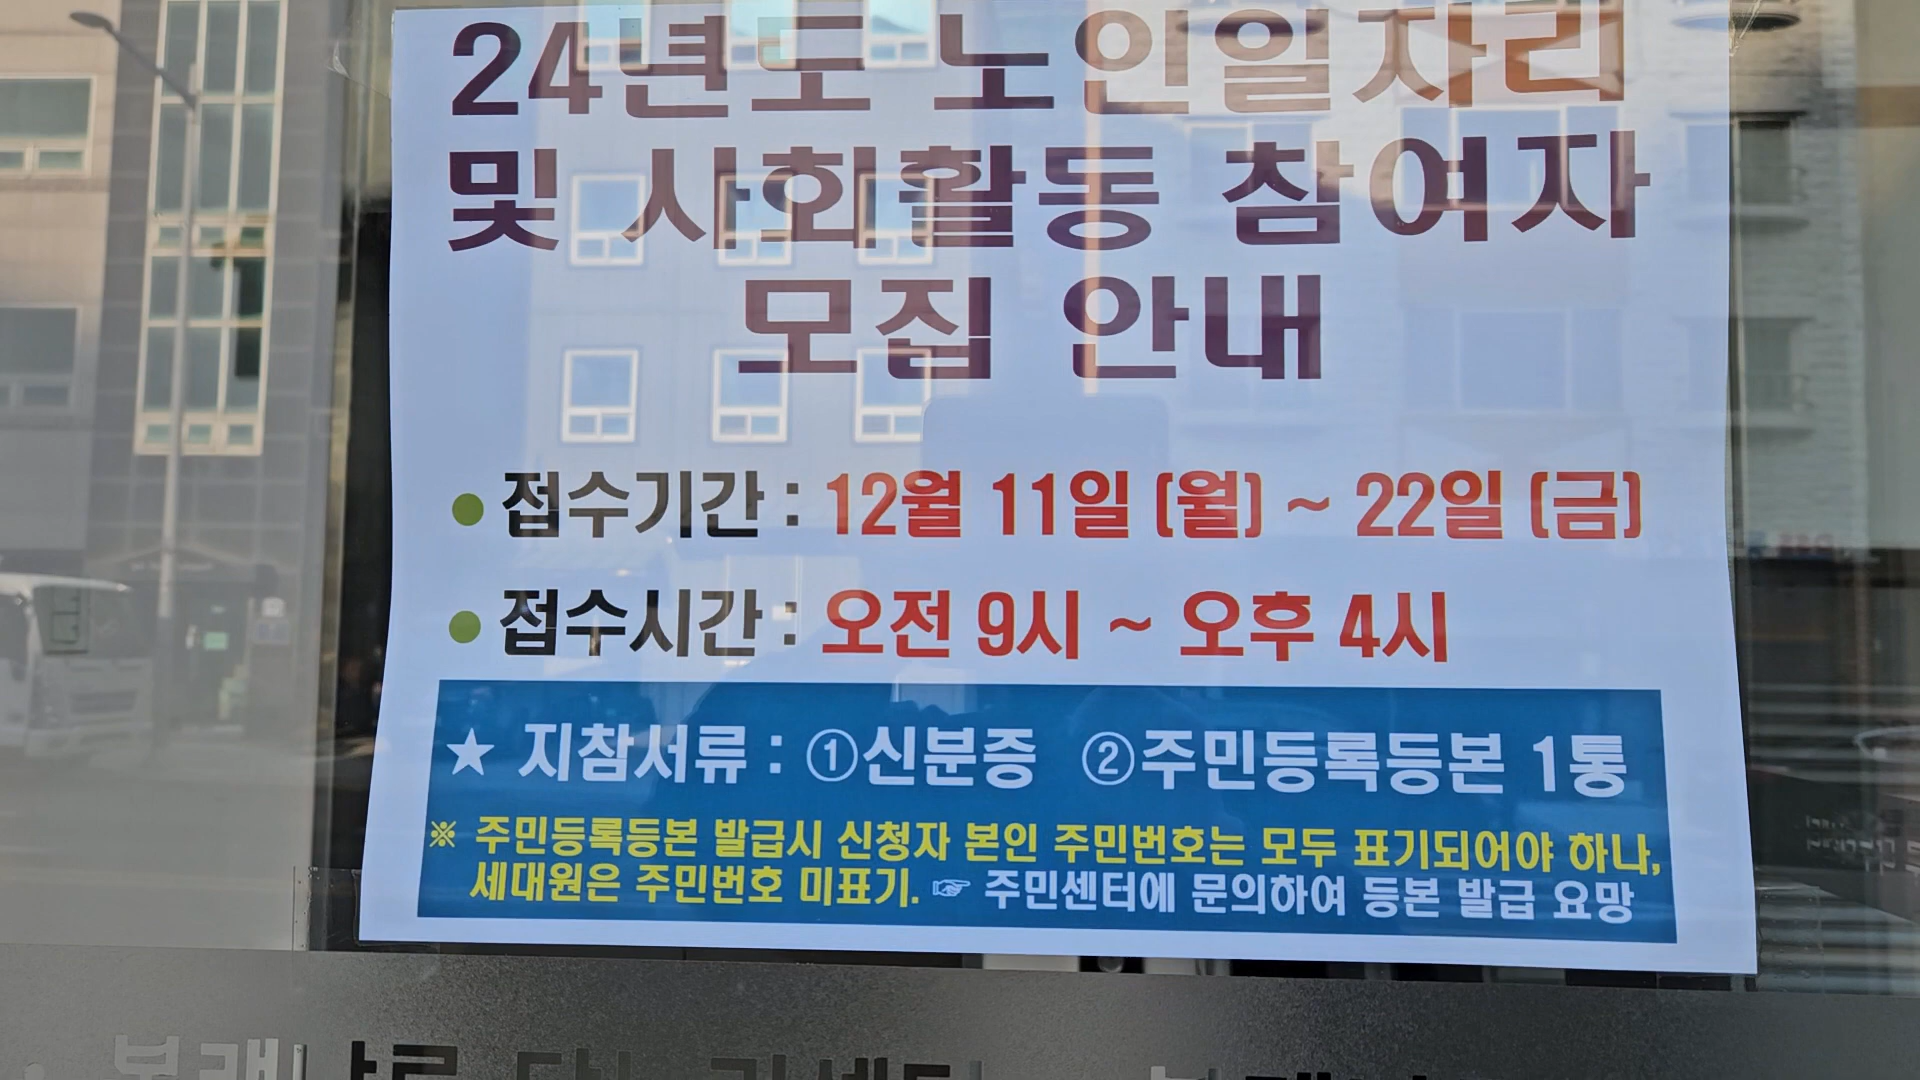 24년도 노인일자리
및 사회활동 참여자
모집 안내
● 접수기간 : 12월 11일 (월) ~ 22일 (금)
● 접수시간 : 오전 9시 ~ 오후 4시
★ 지참서류 : ①신분증 ②주민등록등본 1통
※ 주민등록등본 발급시 신청자 본인 주민번호는 모두 표기되어야 하나,
세대원은 주민번호 미표기. ☞ 주민센터에 문의하여 등본 발급 요망